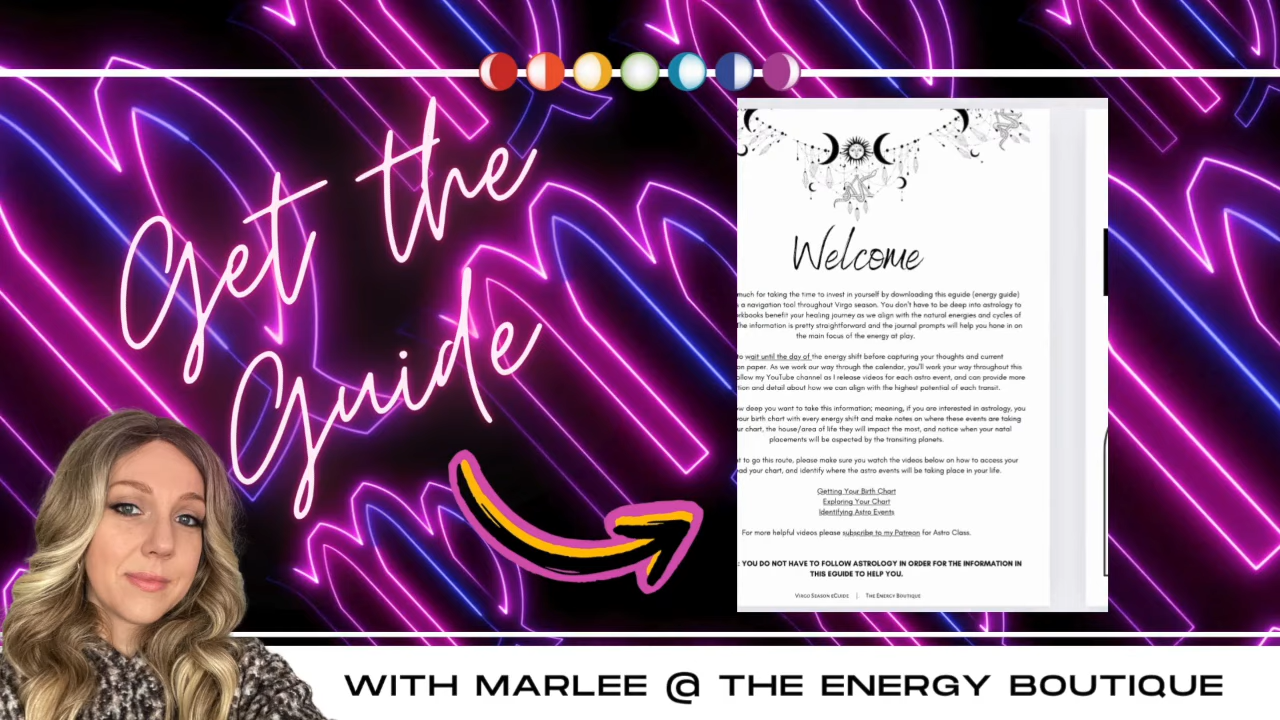 Get the
Guide
Welcome
much for taking the time to invest in yourself by downloading this eguide (energy guide)
a navigation tool throughout Virgo season. You don't have to be deep into astrology to
rkbooks benefit your healing journey as we align with the natural energies and cycles of
The information is pretty straightforward and the journal prompts will help you hone in on
the main focus of the energy at play.
to wait until the day of the energy shift before capturing your thoughts and current
on paper. As we work our way through the calendar, you'll work your way throughout this
ollow my YouTube channel as I release videos for each astro event, and can provide more
tion and detail about how we can align with the highest potential of each transit.
ow deep you want to take this information; meaning, if you are interested in astrology, you
your birth chart with every energy shift and make notes on where these events are taking
ur chart, the house/area of life they will impact the most, and notice when your natal
placements will be aspected by the transiting planets.
nt to go this route, please make sure you watch the videos below on how to access your
ead your chart, and identify where the astro events will be taking place in your life.
Getting Your Birth Chart
Exploring Your Chart
Identifying Astro Events
For more helpful videos please subscribe to my Patreon for Astro Class.
: YOU DO NOT HAVE TO FOLLOW ASTROLOGY IN ORDER FOR THE INFORMATION IN
THIS EGUIDE TO HELP YOU.
Virgo Season eGuide | The Energy Boutique
WITH MARLEE @ THE ENERGY BOUTIQUE